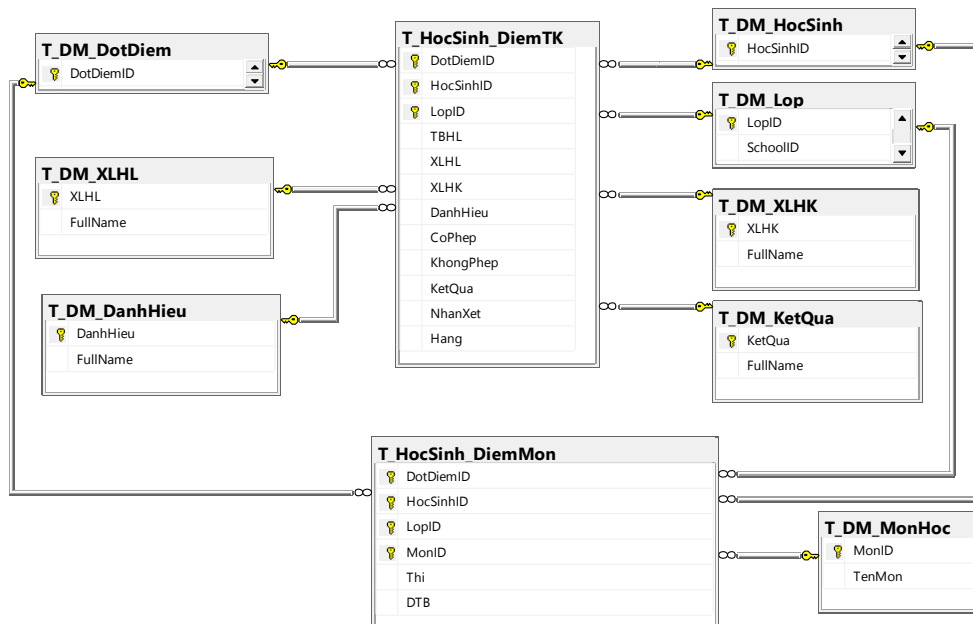 T_DM_DotDiem
DotDiemID
T_DM_XLHL
XLHL
FullName
T_DM_DanhHieu
DanhHieu
FullName
T_HocSinh_DiemTK
DotDiemID
HocSinhID
LopID
TBHL
XLHL
XLHK
DanhHieu
CoPhep
KhongPhep
KetQua
NhanXet
Hang
T_DM_HocSinh
HocSinhID
T_DM_Lop
LopID
SchoolID
T_DM_XLHK
XLHK
FullName
T_DM_KetQua
KetQua
FullName
T_HocSinh_DiemMon
DotDiemID
HocSinhID
LopID
MonID
Thi
DTB
T_DM_MonHoc
MonID
TenMon